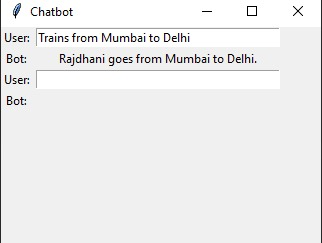 Chatbot
User: Trains from Mumbai to Delhi
Bot: Rajdhani goes from Mumbai to Delhi.
User:
Bot: